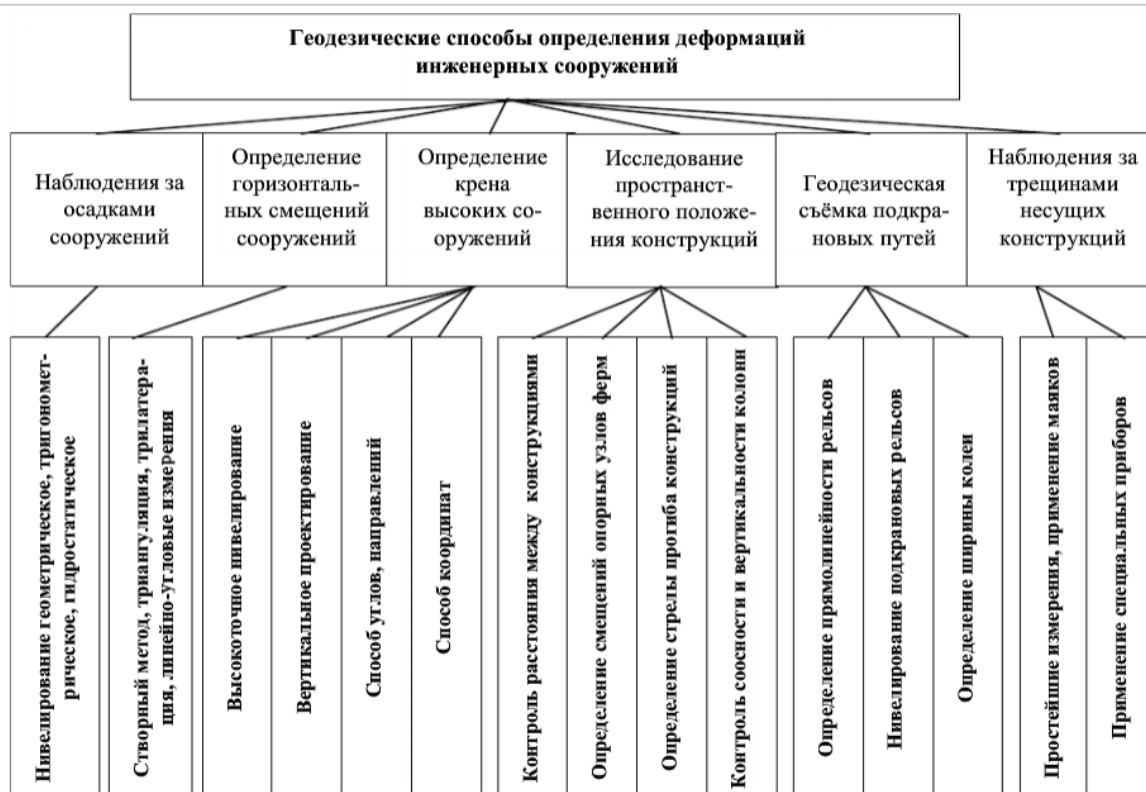 Геодезические способы определения деформаций
инженерных сооружений
Наблюдения за
осадками
сооружений
Определение
горизонталь-
ных смещений
сооружений
Определение
крена
высоких со-
оружений
Исследование
пространст-
венного положе-
ния конструкций
Геодезическая
съёмка подкра-
новых путей
Наблюдения за
трещинами
несущих
конструкций
Нивелирование геометрическое, тригономет-
рическое, гидростатическое
Створный метод, триангуляция, трилатера-
ция, линейно-угловые измерения
Высокоточное нивелирование
Вертикальное проектирование
Способ углов, направлений
Способ координат
Контроль расстояния между конструкциями
Определение смещений опорных узлов ферм
Определение стрелы прогиба конструкций
Контроль соосности и вертикальности колонн
Определение прямолинейности рельсов
Нивелирование подкрановых рельсов
Определение ширины колеи
Простейшие измерения, применение маяков
Применение специальных приборов